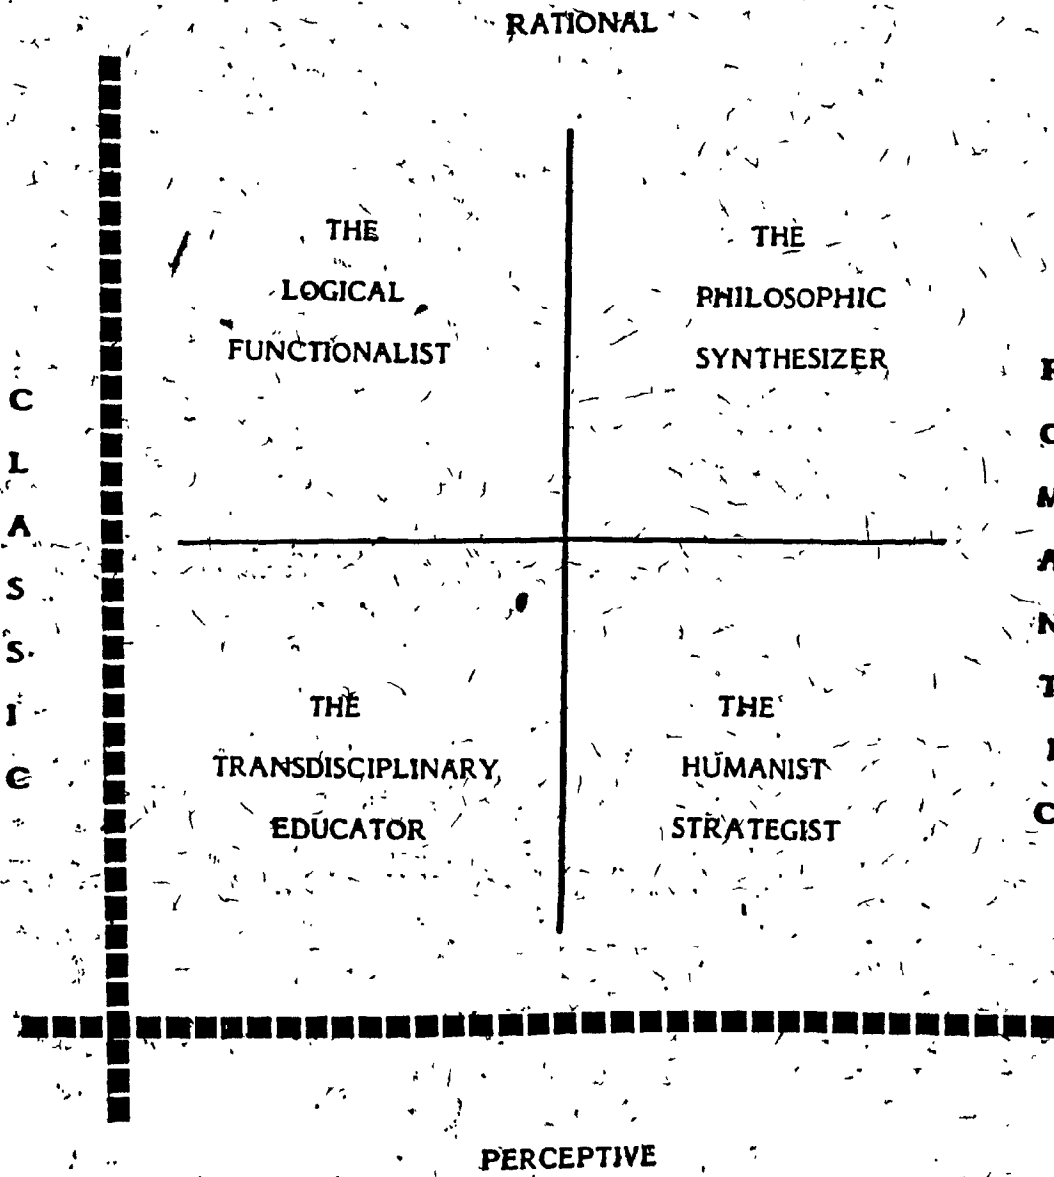 RATIONAL
THE
LOGICAL
FUNCTIONALIST
THE
PHILOSOPHIC
SYNTHESIZER
CLASSIC
ROMANTIC
THE
TRANSDISCIPLINARY
EDUCATOR
THE
HUMANIST
STRATEGIST
PERCEPTIVE